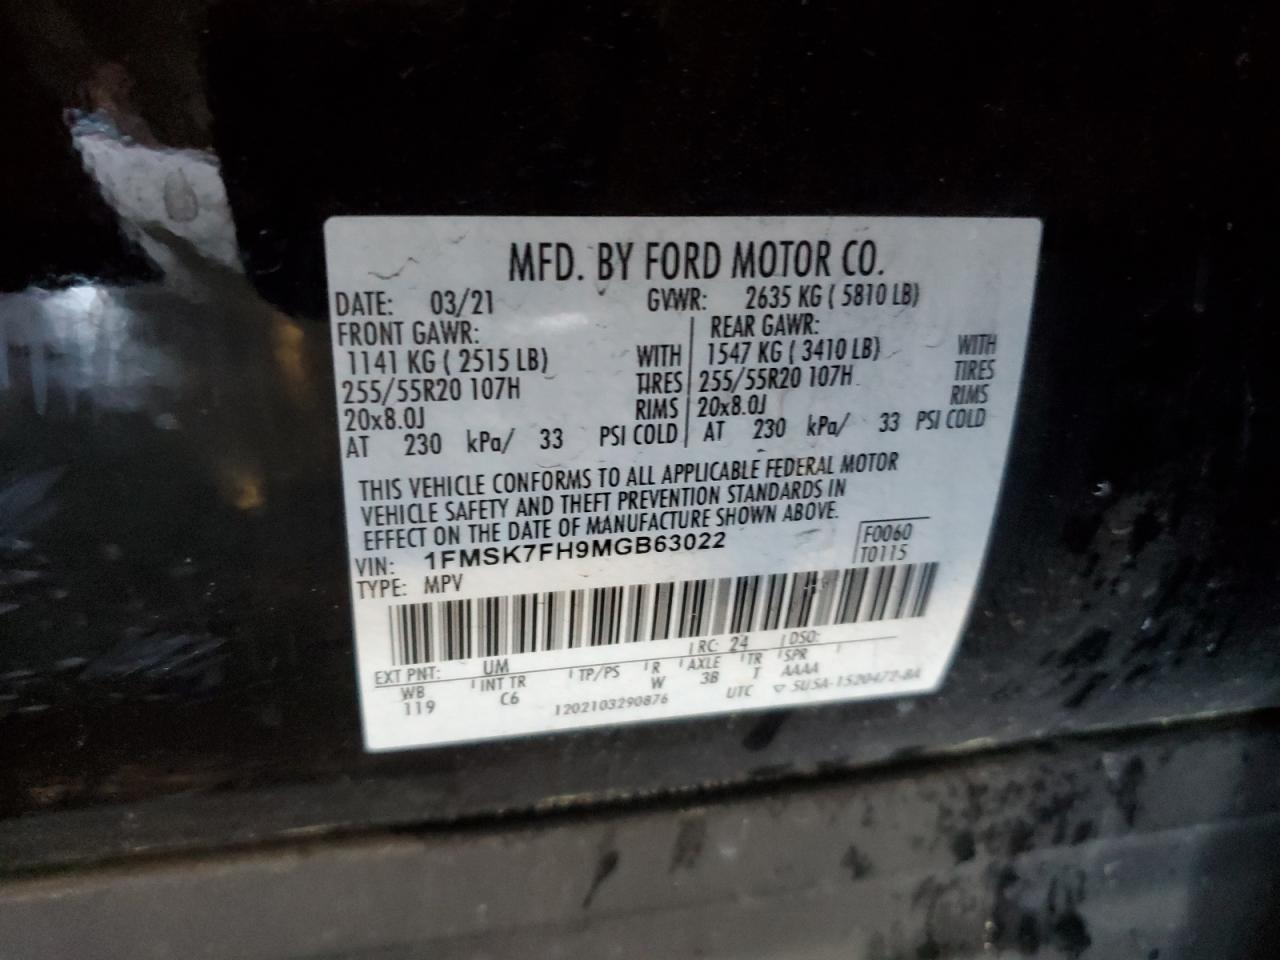 MFD. BY FORD MOTOR CO.
DATE: 03/21 GVWR: 2635 KG ( 5810 LB)
FRONT GAWR: REAR GAWR:
1141 KG ( 2515 LB) WITH 1547 KG ( 3410 LB) WITH
255/55R20 107H TIRES 255/55R20 107H TIRES
20x8.0J RIMS 20x8.0J RIMS
AT 230 kPa/ 33 PSI COLD AT 230 kPa/ 33 PSI COLD
THIS VEHICLE CONFORMS TO ALL APPLICABLE FEDERAL MOTOR
VEHICLE SAFETY AND THEFT PREVENTION STANDARDS IN
EFFECT ON THE DATE OF MANUFACTURE SHOWN ABOVE.
VIN: 1FMSK7FH9MGB63022 F0060
TYPE: MPV T0115
EXT PNT: UM RC: 24 DSO:
WB INT TR TP/PS R AXLE TR SPR
119 C6 W 3B T AAAA
1202103290876 UTC ▽ 5U5A-1520472-BA